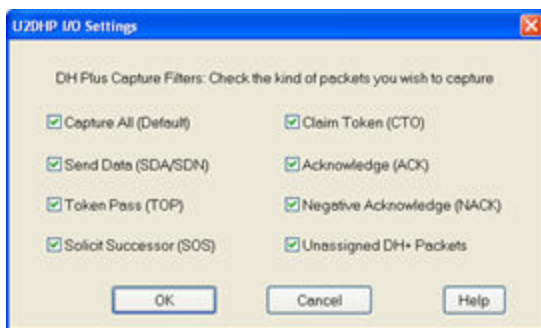 U2DHP I/O Settings
DH Plus Capture Filters: Check the kind of packets you wish to capture
Capture All (Default)
Claim Token (CTO)
Send Data (SDA/SDN)
Acknowledge (ACK)
Token Pass (TOP)
Negative Acknowledge (NACK)
Solicit Successor (SOS)
Unassigned DH+ Packets
OK
Cancel
Help